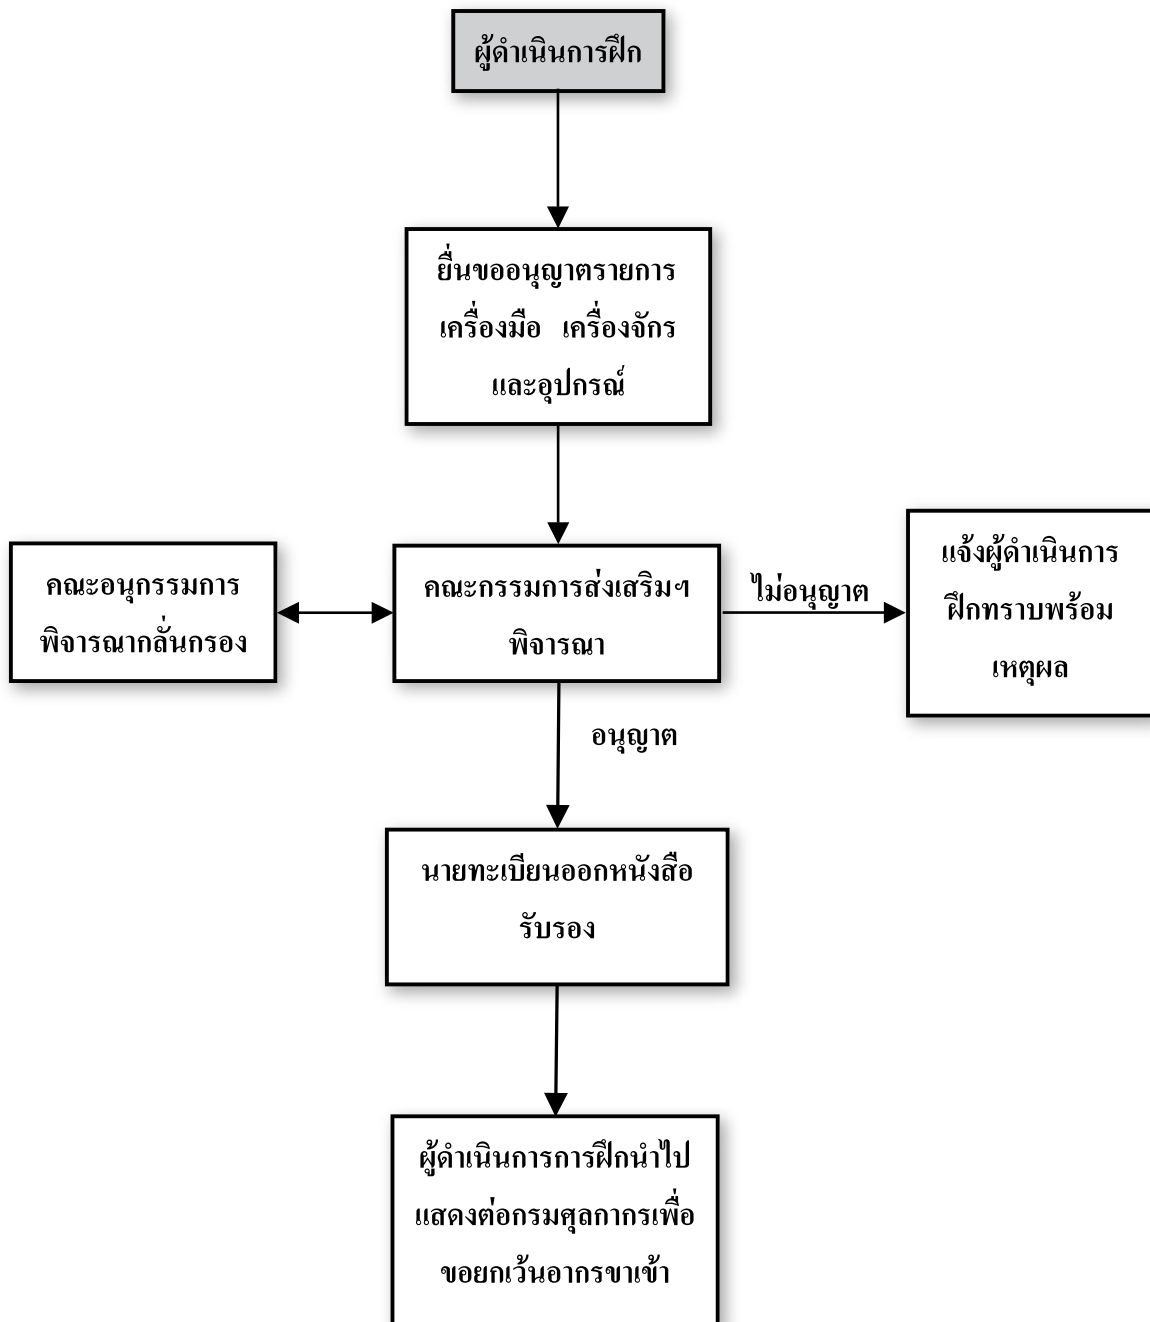 ผู้ดำเนินการฝึก
ยื่นขออนุญาตรายการ
เครื่องมือ เครื่องจักร
และอุปกรณ์
คณะอนุกรรมการ
พิจารณากลั่นกรอง
คณะกรรมการส่งเสริมฯ
พิจารณา
ไม่อนุญาต
แจ้งผู้ดำเนินการ
ฝึกทราบพร้อม
เหตุผล
อนุญาต
นายทะเบียนออกหนังสือ
รับรอง
ผู้ดำเนินการการฝึกนำไป
แสดงต่อกรมศุลกากรเพื่อ
ขอยกเว้นอากรขาเข้า